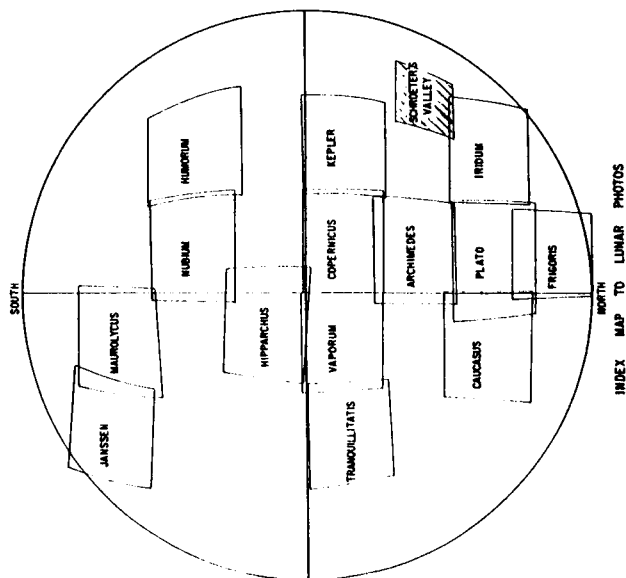 SOUTH
HUMORUM
KEPLER
SCHROETER'S
VALLEY
IRIDUM
NUBIUM
COPERNICUS
ARCHIMEDES
PLATO
FRIGORIS
MAUROLYCUS
HIPPARCHUS
VAPORUM
CAUCASUS
JANSSEN
TRANQUILLITATIS
NORTH
INDEX MAP TO LUNAR PHOTOS